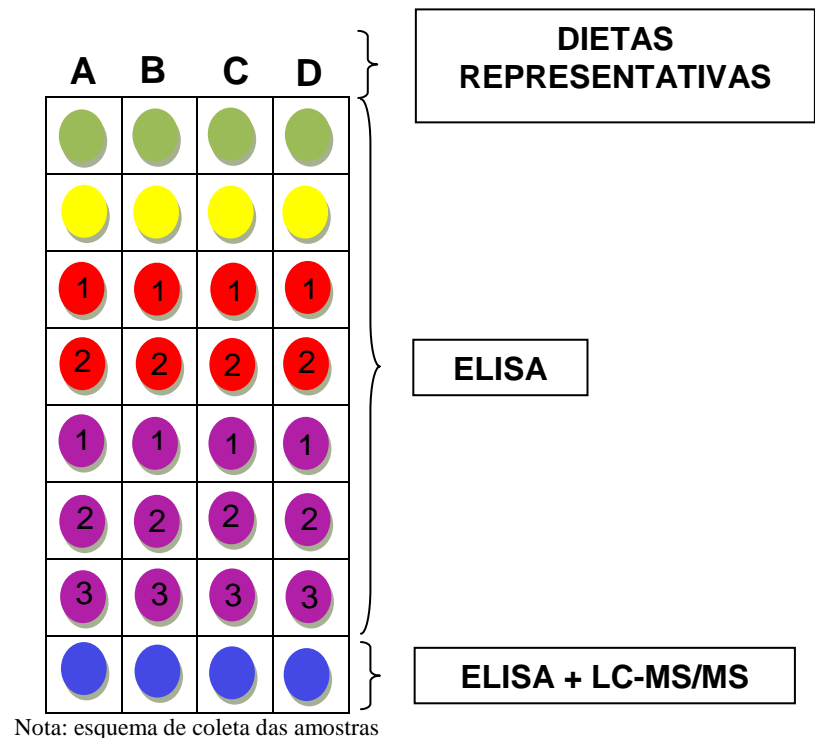 DIETAS
REPRESENTATIVAS
A B C D
1 1 1 1
2 2 2 2
ELISA
1 1 1 1
2 2 2 2
3 3 3 3
ELISA + LC-MS/MS
Nota: esquema de coleta das amostras